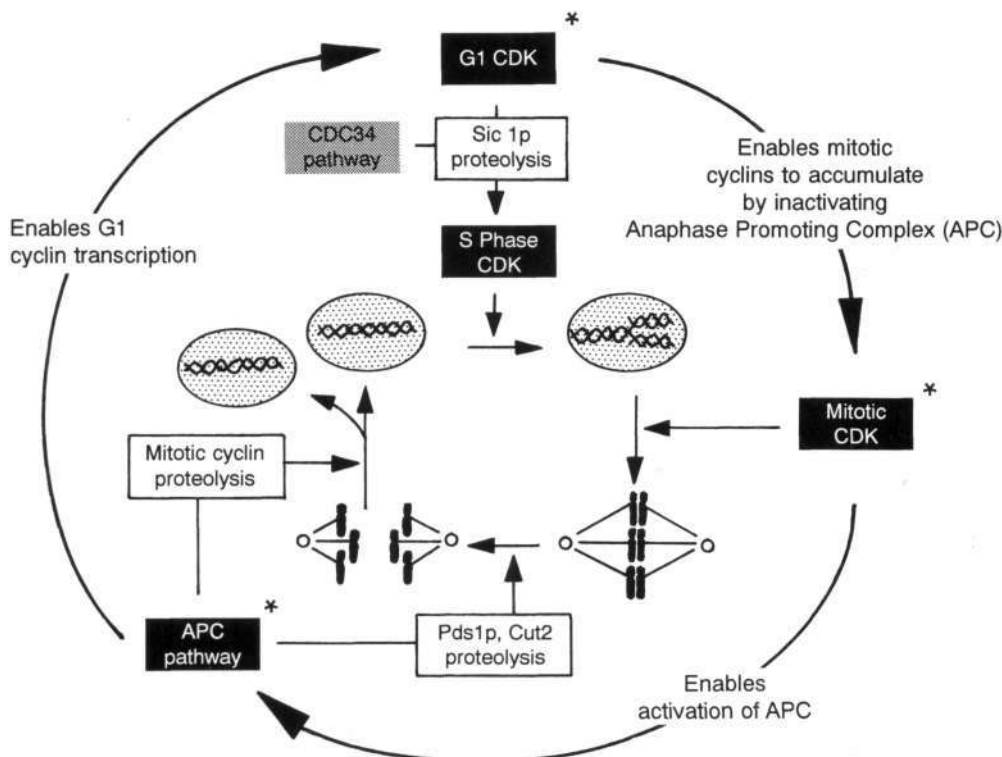 *
G1 CDK
CDC34
pathway
Sic 1p
proteolysis
Enables mitotic
cyclins to accumulate
by inactivating
Anaphase Promoting Complex (APC)
Enables G1
cyclin transcription
S Phase
CDK
*
Mitotic
CDK
Mitotic cyclin
proteolysis
*
APC
pathway
Pds1p, Cut2
proteolysis
Enables
activation of APC